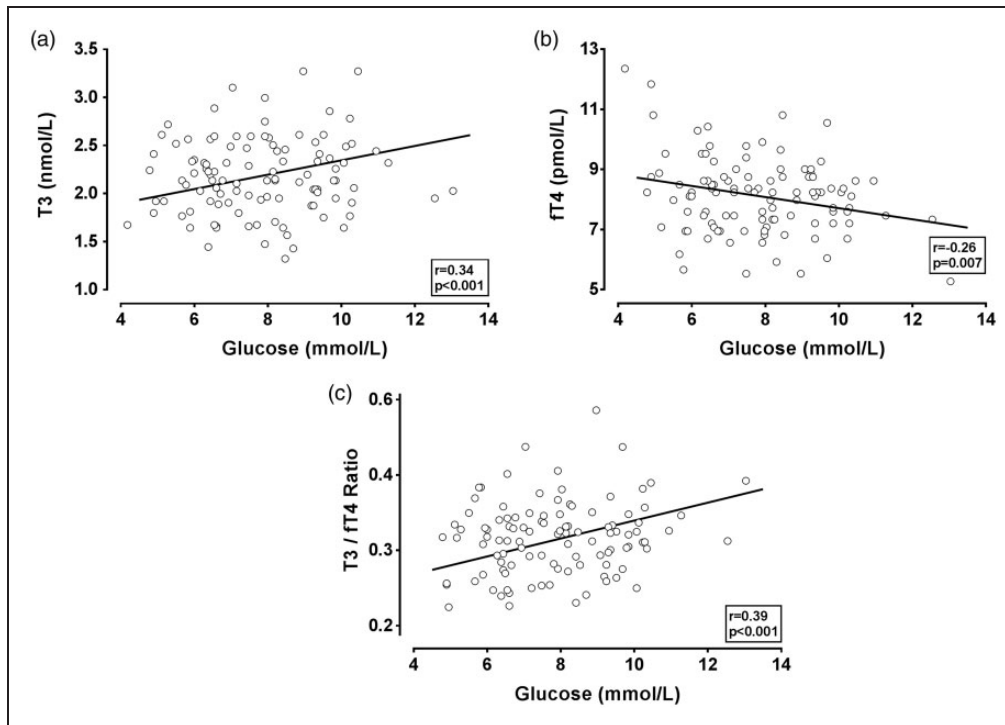 (a)
3.5
3.0
2.5
2.0
1.5
1.0
T3 (nmol/L)
r=0.34
p<0.001
4 6 8 10 12 14
Glucose (mmol/L)
(b)
13
11
9
7
5
fT4 (pmol/L)
r=-0.26
p=0.007
4 6 8 10 12 14
Glucose (mmol/L)
(c)
0.6
0.4
0.3
0.2
T3 / fT4 Ratio
r=0.39
p<0.001
4 6 8 10 12 14
Glucose (mmol/L)